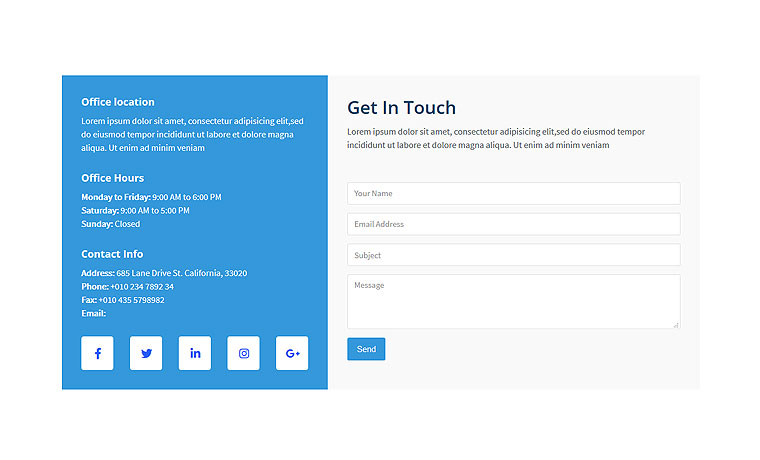 Office location
Lorem ipsum dolor sit amet, consectetur adipisicing elit,sed
do eiusmod tempor incididunt ut labore et dolore magna
aliqua. Ut enim ad minim veniam
Office Hours
Monday to Friday: 9:00 AM to 6:00 PM
Saturday: 9:00 AM to 5:00 PM
Sunday: Closed
Contact Info
Address: 685 Lane Drive St. California, 33020
Phone: +010 234 7892 34
Fax: +010 435 5798982
Email:
Get In Touch
Lorem ipsum dolor sit amet, consectetur adipisicing elit,sed do eiusmod tempor
incididunt ut labore et dolore magna aliqua. Ut enim ad minim veniam
Your Name
Email Address
Subject
Message
Send